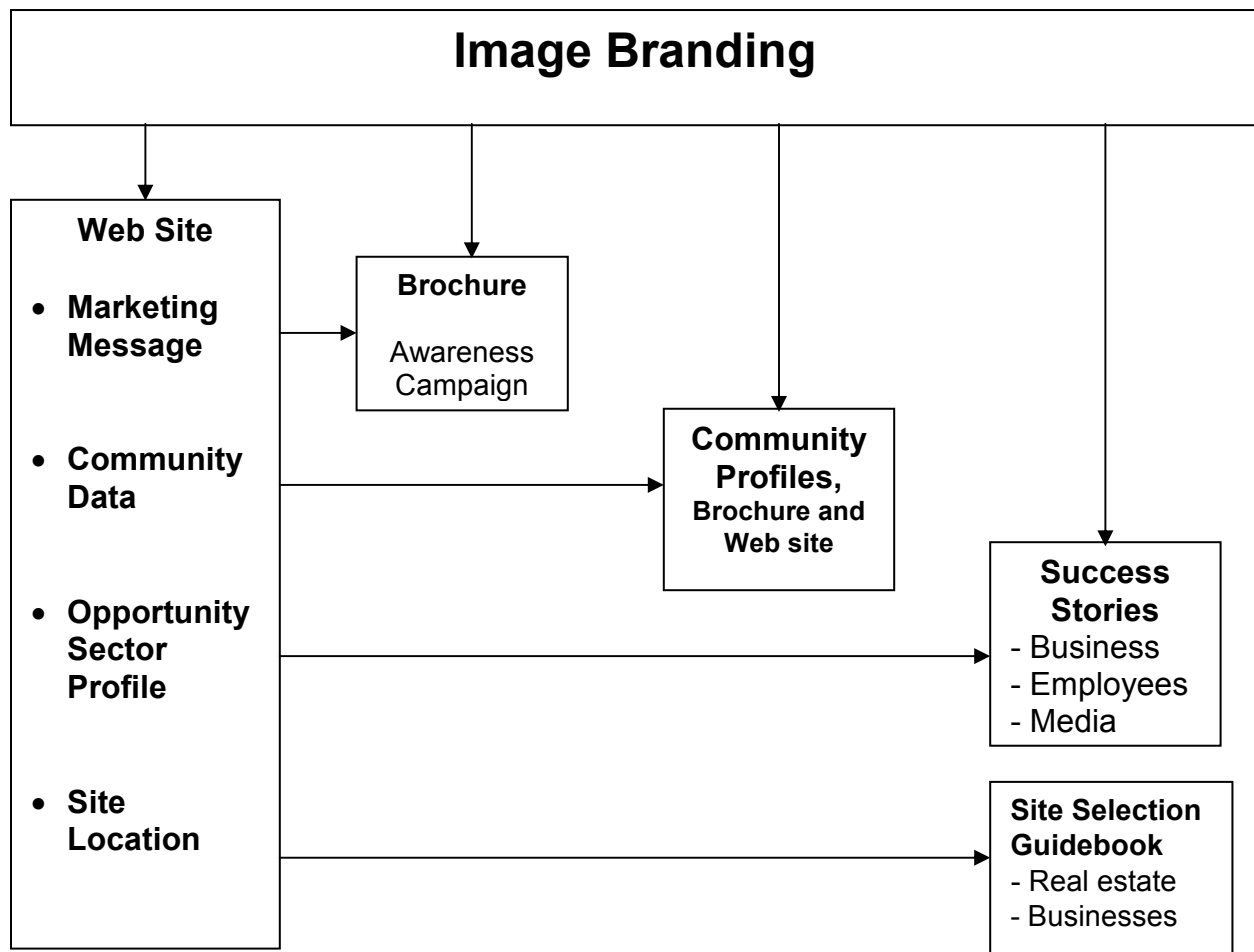 Image Branding
Web Site
• Marketing
Message
• Community
Data
• Opportunity
Sector
Profile
• Site
Location
Brochure
Awareness
Campaign
Community
Profiles,
Brochure and
Web site
Success
Stories
- Business
- Employees
- Media
Site Selection
Guidebook
- Real estate
- Businesses